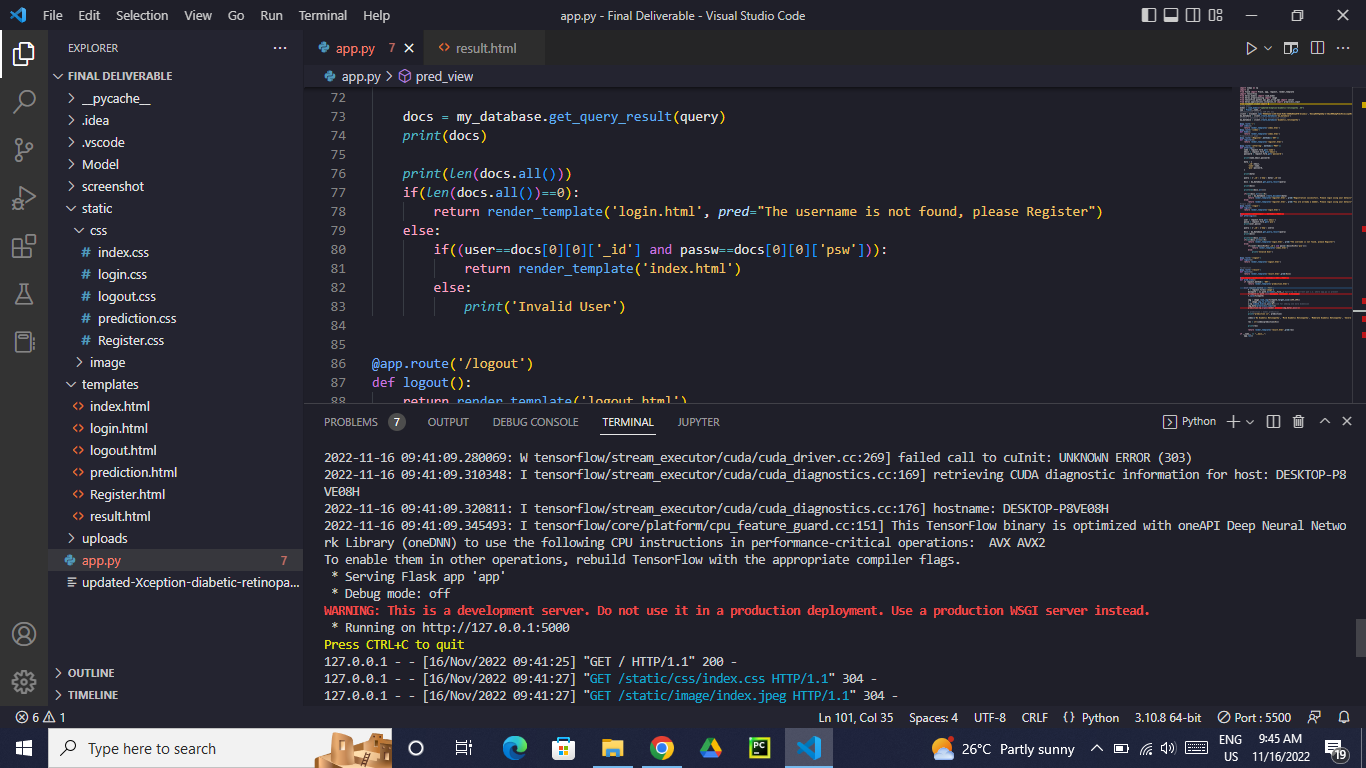 File Edit Selection View Go Run Terminal Help
app.py - Final Deliverable - Visual Studio Code
EXPLORER
app.py 7
result.html
FINAL DELIVERABLE
app.py > pred_view
__pycache__
.idea
.vscode
Model
screenshot
static
css
index.css
login.css
logout.css
prediction.css
Register.css
image
templates
index.html
login.html
logout.html
prediction.html
Register.html
result.html
uploads
app.py 7
updated-Xception-diabetic-retinopa...
OUTLINE
TIMELINE
72
73 docs = my_database.get_query_result(query)
74 print(docs)
75
76 print(len(docs.all()))
77 if(len(docs.all())==0):
78 return render_template('login.html', pred="The username is not found, please Register")
79 else:
80 if((user==docs[0][0]['_id'] and passw==docs[0][0]['psw'])):
81 return render_template('index.html')
82 else:
83 print('Invalid User')
84
85
86 @app.route('/logout')
87 def logout():
88 return render_template('logout.html')
PROBLEMS 7 OUTPUT DEBUG CONSOLE TERMINAL JUPYTER
Python
2022-11-16 09:41:09.280069: W tensorflow/stream_executor/cuda/cuda_driver.cc:269] failed call to cuInit: UNKNOWN ERROR (303)
2022-11-16 09:41:09.310348: I tensorflow/stream_executor/cuda/cuda_diagnostics.cc:169] retrieving CUDA diagnostic information for host: DESKTOP-P8
VE08H
2022-11-16 09:41:09.320811: I tensorflow/stream_executor/cuda/cuda_diagnostics.cc:176] hostname: DESKTOP-P8VE08H
2022-11-16 09:41:09.345493: I tensorflow/core/platform/cpu_feature_guard.cc:151] This TensorFlow binary is optimized with oneAPI Deep Neural Netwo
rk Library (oneDNN) to use the following CPU instructions in performance-critical operations:  AVX AVX2
To enable them in other operations, rebuild TensorFlow with the appropriate compiler flags.
* Serving Flask app 'app'
* Debug mode: off
WARNING: This is a development server. Do not use it in a production deployment. Use a production WSGI server instead.
* Running on http://127.0.0.1:5000
Press CTRL+C to quit
127.0.0.1 - - [16/Nov/2022 09:41:25] "GET / HTTP/1.1" 200 -
127.0.0.1 - - [16/Nov/2022 09:41:27] "GET /static/css/index.css HTTP/1.1" 304 -
127.0.0.1 - - [16/Nov/2022 09:41:27] "GET /static/image/index.jpeg HTTP/1.1" 304 -
6 1
Ln 101, Col 35 Spaces: 4 UTF-8 CRLF {} Python 3.10.8 64-bit Port : 5500
Type here to search
PC
26°C Partly sunny
ENG
US
9:45 AM
11/16/2022
19